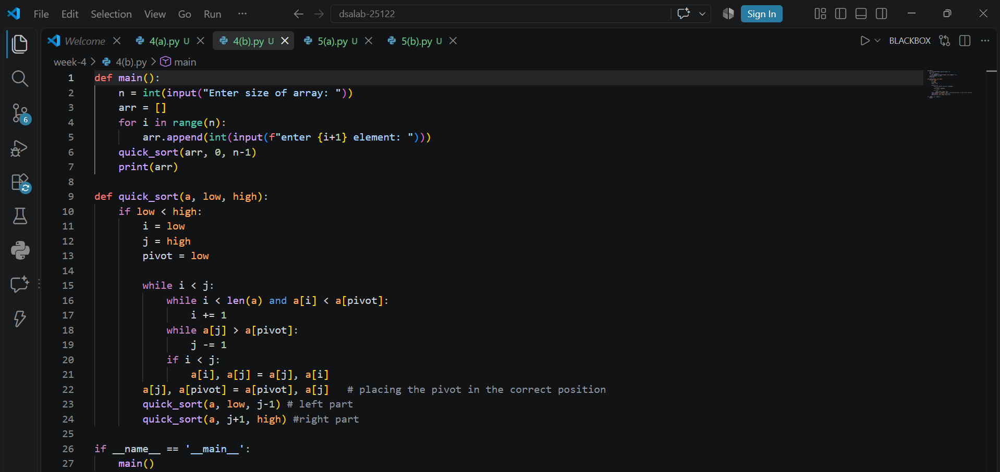 File Edit Selection View Go Run ··· dsalab-25122 Sign In
Welcome 4(a).py U 4(b).py U 5(a).py U 5(b).py U BLACKBOX
week-4 > 4(b).py > main
1 def main():
2 n = int(input("Enter size of array: "))
3 arr = []
4 for i in range(n):
5 arr.append(int(input(f"enter {i+1} element: ")))
6 quick_sort(arr, 0, n-1)
7 print(arr)
8
9 def quick_sort(a, low, high):
10 if low < high:
11 i = low
12 j = high
13 pivot = low
14
15 while i < j:
16 while i < len(a) and a[i] < a[pivot]:
17 i += 1
18 while a[j] > a[pivot]:
19 j -= 1
20 if i < j:
21 a[i], a[j] = a[j], a[i]
22 a[j], a[pivot] = a[pivot], a[j] # placing the pivot in the correct position
23 quick_sort(a, low, j-1) # left part
24 quick_sort(a, j+1, high) #right part
25
26 if __name__ == '__main__':
27 main()
6